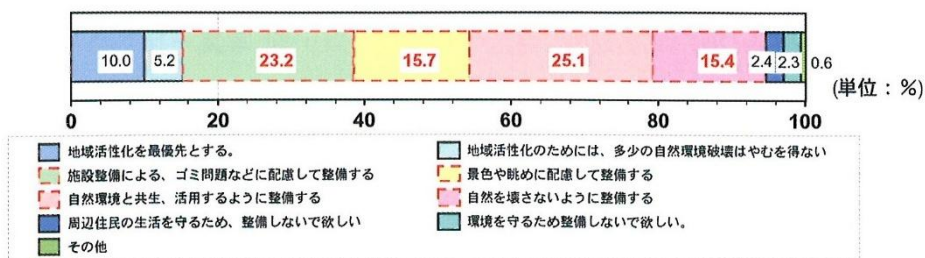 10.0 5.2 23.2 15.7 25.1 15.4 2.4 2.3 0.6
(単位：%)
0 20 40 60 80 100
地域活性化を最優先とする。 地域活性化のためには、多少の自然環境破壊はやむを得ない
施設整備による、ゴミ問題などに配慮して整備する 景色や眺めに配慮して整備する
自然環境と共生、活用するように整備する 自然を壊さないように整備する
周辺住民の生活を守るため、整備しないで欲しい 環境を守るため整備しないで欲しい。
その他